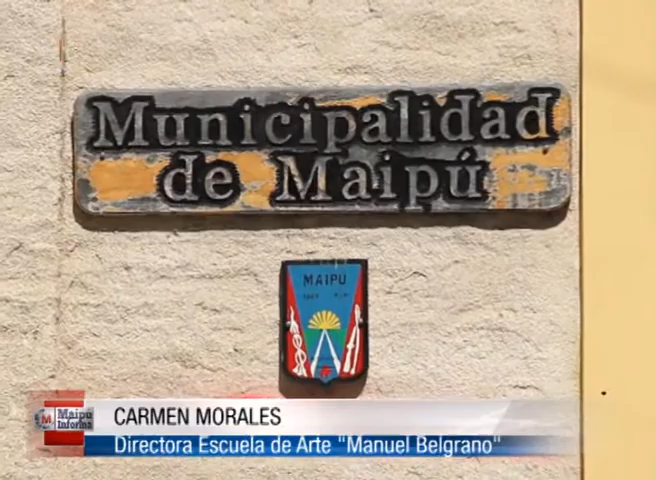 Municipalidad
de Maipú
MAIPU
Maipú
Informa
CARMEN MORALES
Directora Escuela de Arte "Manuel Belgrano"